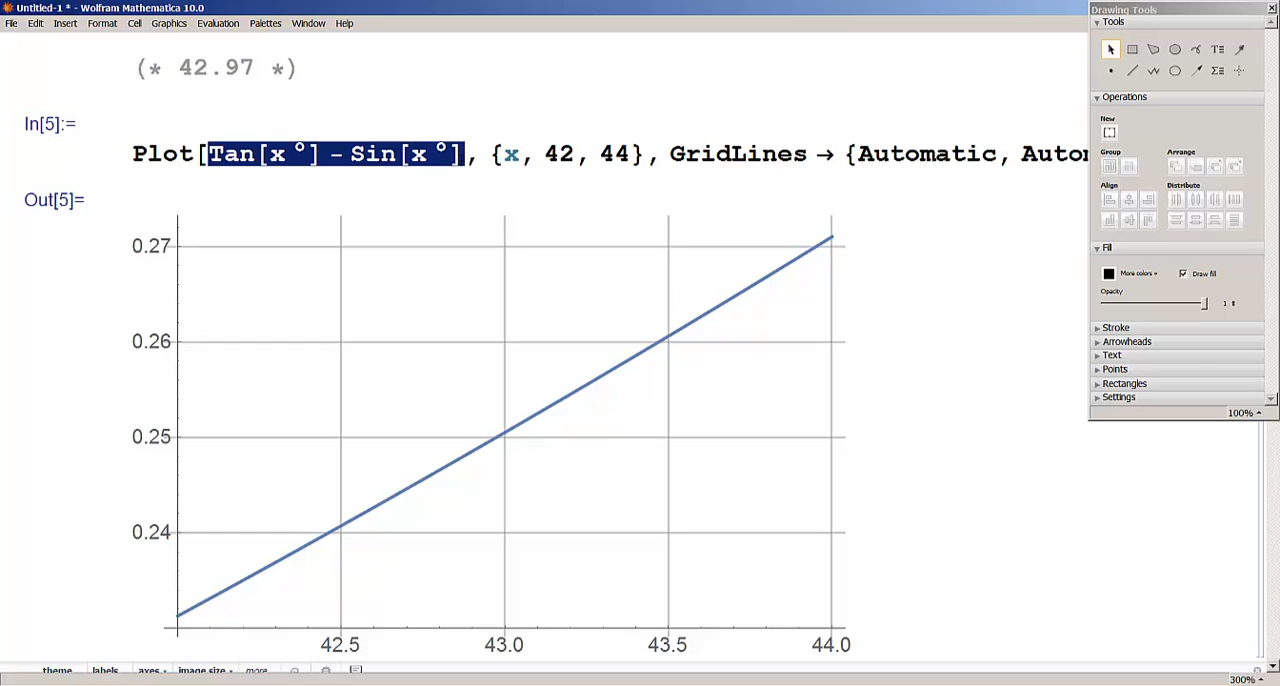 Untitled-1 * - Wolfram Mathematica 10.0
File Edit Insert Format Cell Graphics Evaluation Palettes Window Help
(* 42.97 *)
In[5]:=
Plot[Tan[x °] - Sin[x °], {x, 42, 44}, GridLines → {Automatic, Auto
Out[5]=
0.27
0.26
0.25
0.24
42.5 43.0 43.5 44.0
theme labels axes image size more...
300%
Drawing Tools
Tools
Operations
New
Group Arrange
Align Distribute
Fill
More colors Draw fill
Opacity
1
Stroke
Arrowheads
Text
Points
Rectangles
Settings
100%